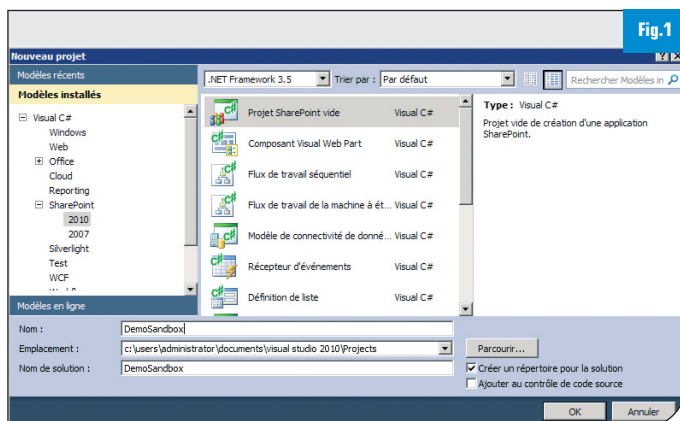 Fig.1
Nouveau projet
Modèles récents
Modèles installés
Visual C#
Windows
Web
Office
Cloud
Reporting
SharePoint
2010
2007
Silverlight
Test
WCF
Modèles en ligne
.NET Framework 3.5 Trier par : Par défaut Rechercher Modèles in
Projet SharePoint vide Visual C#
Composant Visual Web Part Visual C#
Flux de travail séquentiel Visual C#
Flux de travail de la machine à ét... Visual C#
Modèle de connectivité de donné... Visual C#
Récepteur d'événements Visual C#
Définition de liste Visual C#
Type : Visual C#
Projet vide de création d'une application
SharePoint.
Nom : DemoSandbox
Emplacement : c:\users\administrator\documents\visual studio 2010\Projects Parcourir...
Nom de solution : DemoSandbox
Créer un répertoire pour la solution
Ajouter au contrôle de code source
OK Annuler